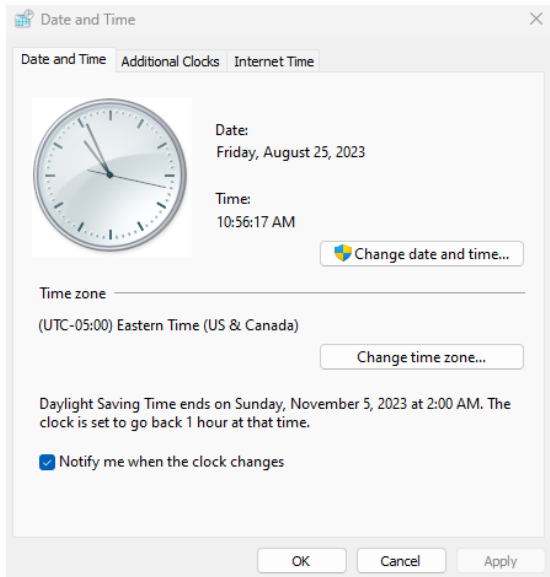 Date and Time
Date and Time Additional Clocks Internet Time
Date:
Friday, August 25, 2023
Time:
10:56:17 AM
Change date and time...
Time zone
(UTC-05:00) Eastern Time (US & Canada)
Change time zone...
Daylight Saving Time ends on Sunday, November 5, 2023 at 2:00 AM. The
clock is set to go back 1 hour at that time.
Notify me when the clock changes
OK Cancel Apply